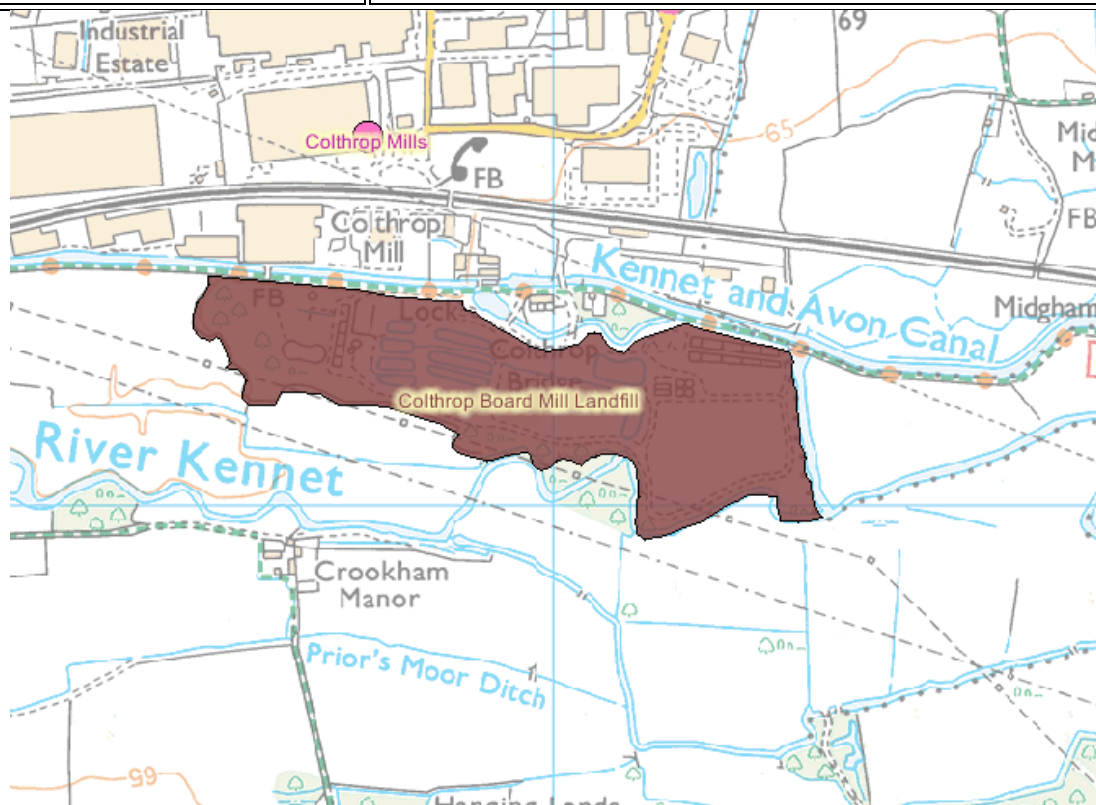 Industrial
Estate
69
Colthrop Mills
65
Mid
M
FB
FB
Colthrop
Mill
Kennet and Avon Canal
Midgham
FB
Lock
Colthrop
Bridge
Colthrop Board Mill Landfill
River Kennet
Crookham
Manor
Prior's Moor Ditch
65
Hanging Lands